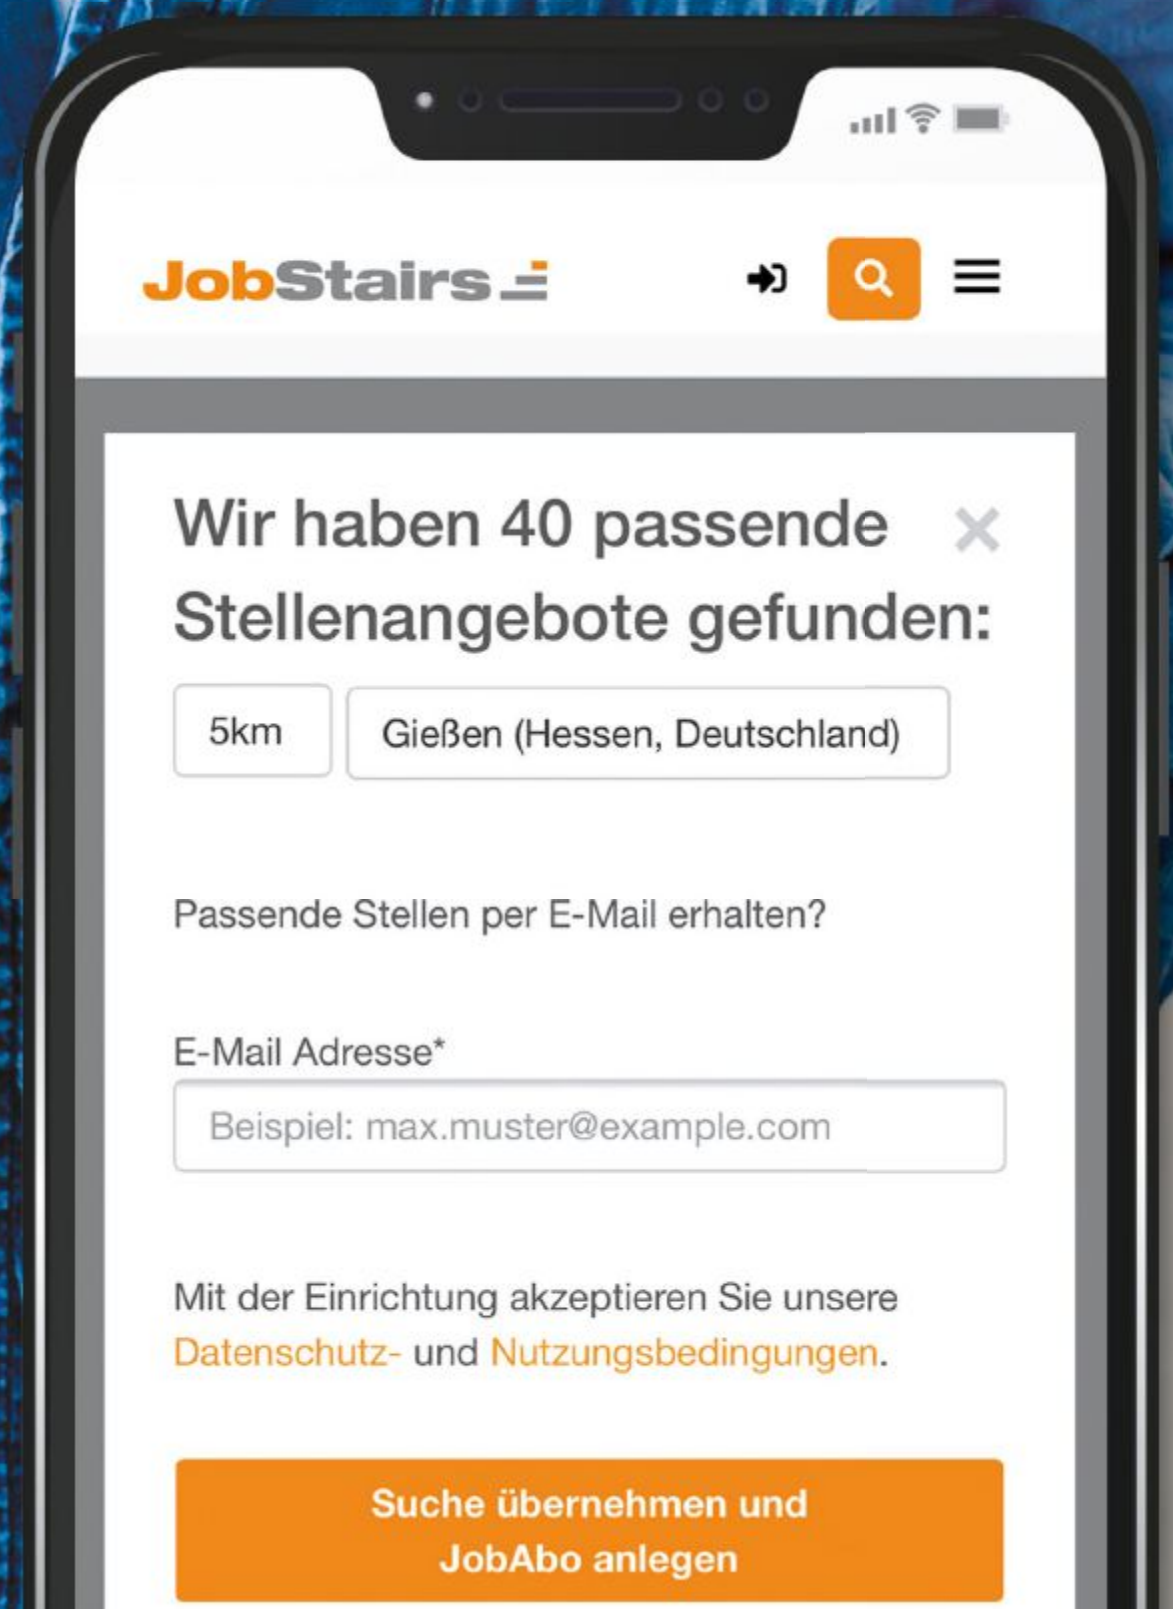 JobStairs
Wir haben 40 passende
Stellenangebote gefunden:
5km
Gießen (Hessen, Deutschland)
Passende Stellen per E-Mail erhalten?
E-Mail Adresse*
Beispiel: max.muster@example.com
Mit der Einrichtung akzeptieren Sie unsere
Datenschutz- und Nutzungsbedingungen.
Suche übernehmen und
JobAbo anlegen